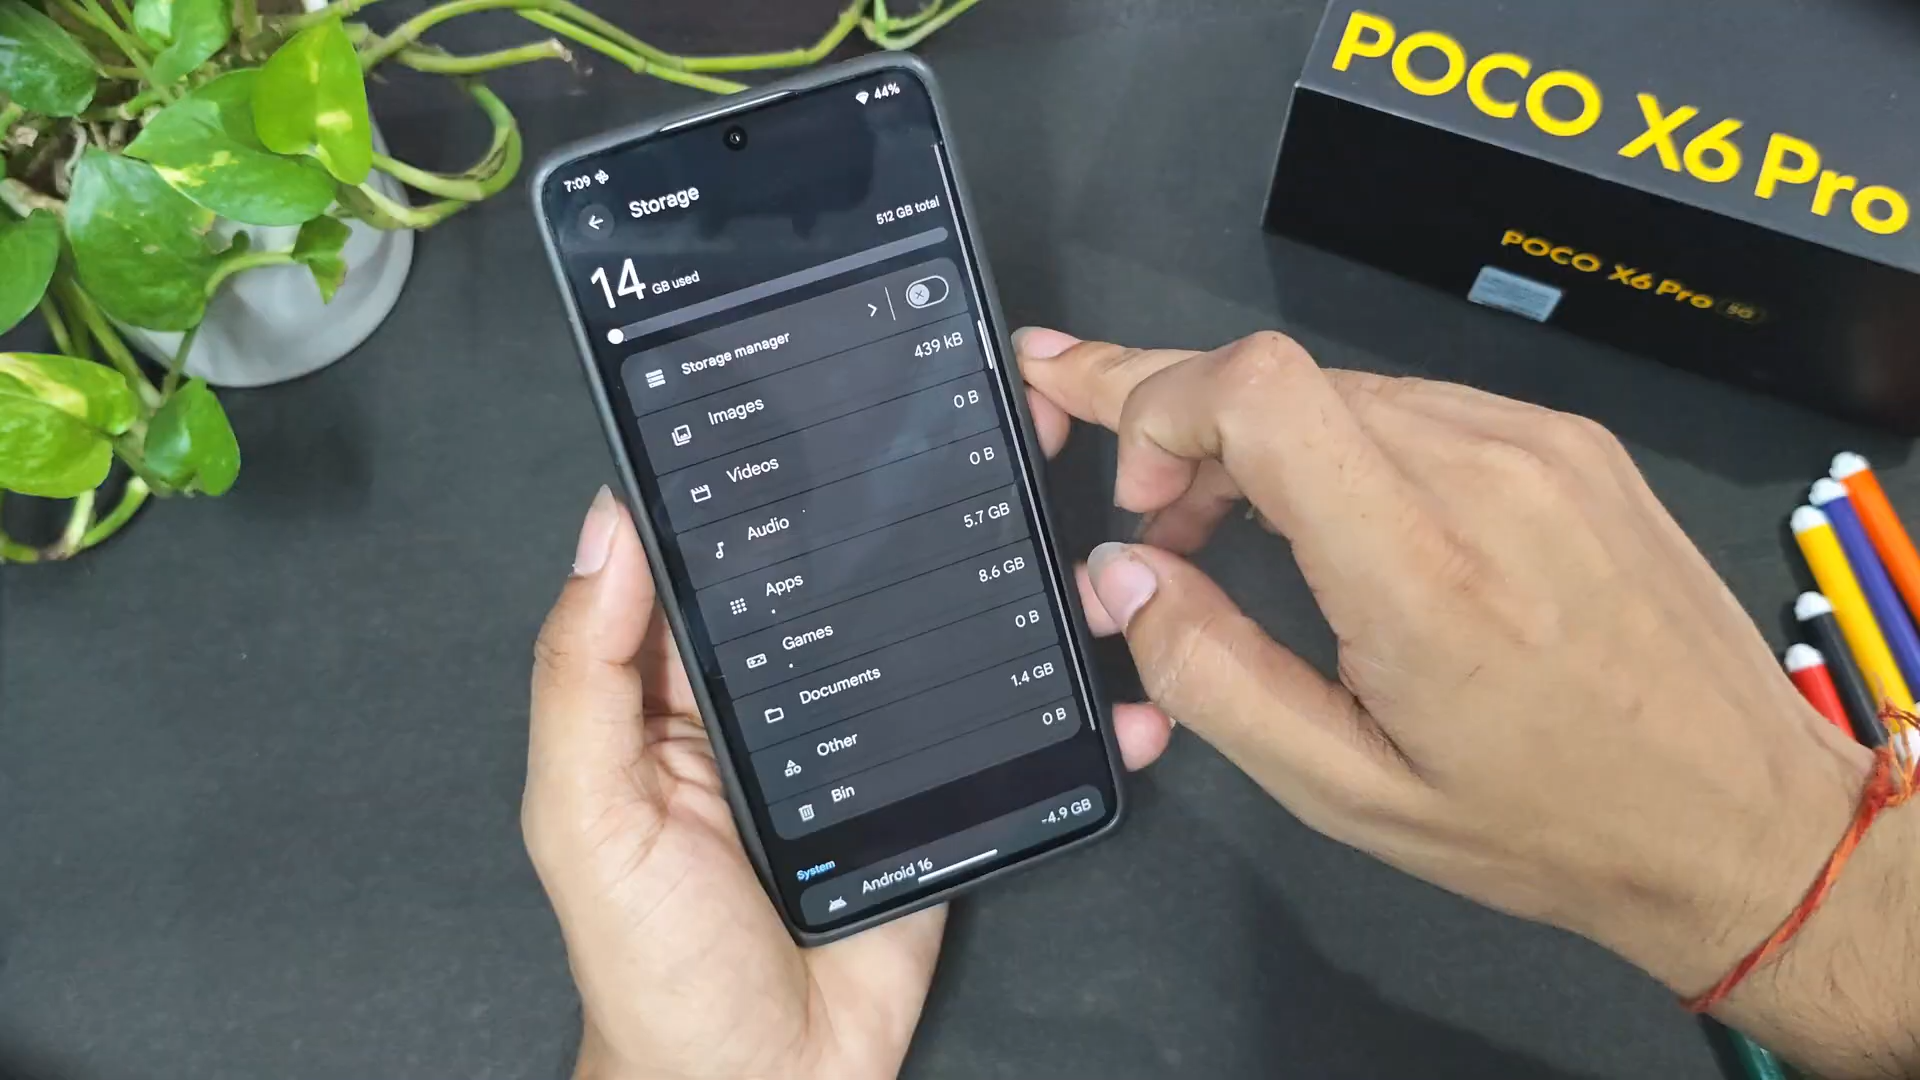 POCO X6 Pro
POCO X6 Pro 5G
7:09
44%
Storage
14 GB used
512 GB total
Storage manager
Images
439 kB
Videos
0 B
Audio
0 B
Apps
5.7 GB
Games
8.6 GB
Documents
0 B
Other
1.4 GB
Bin
0 B
System
Android 16
-4.9 GB